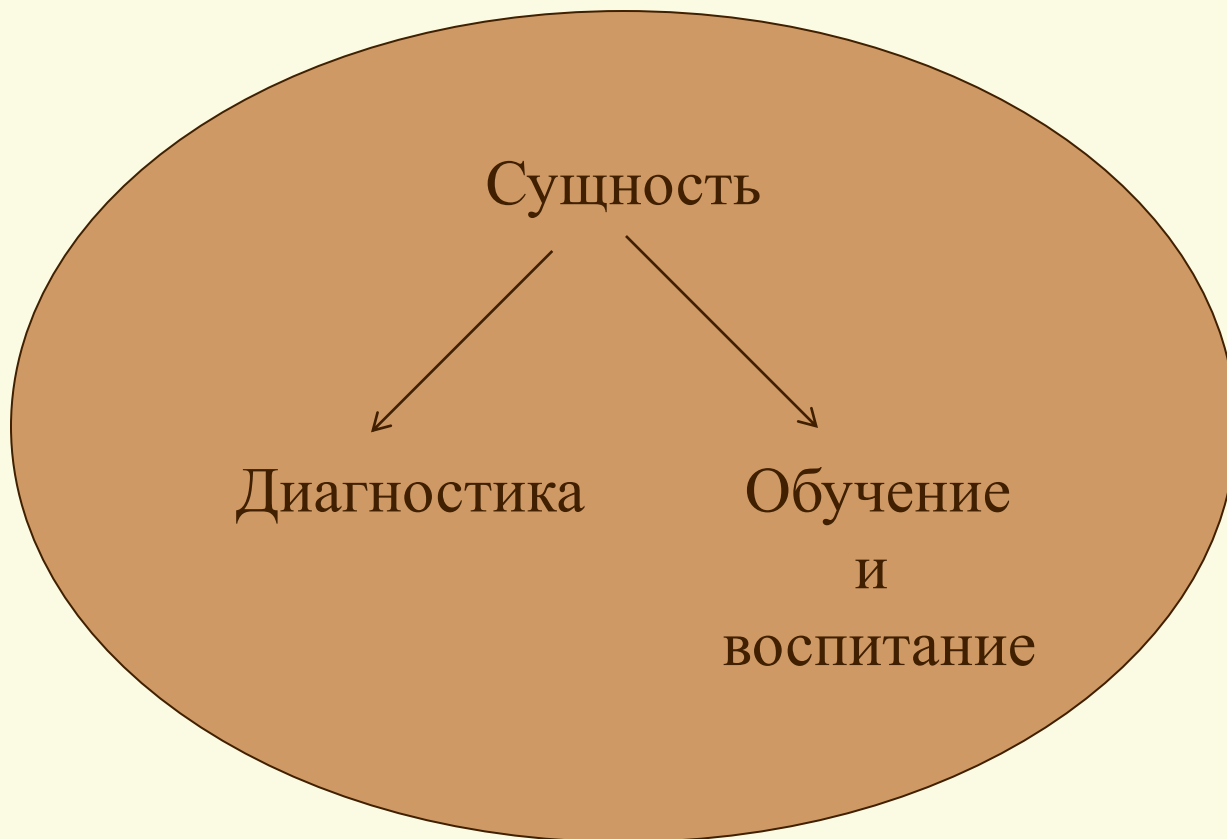 Сущность
Диагностика
Обучение
и
воспитание